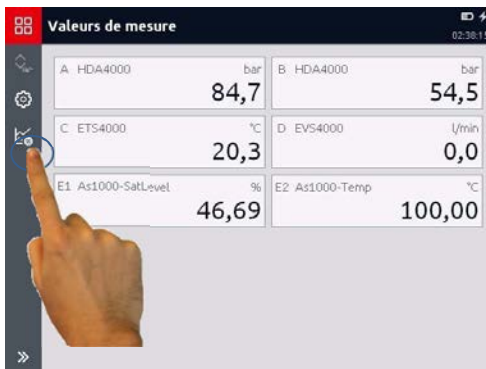 Valeurs de mesure
02:38:1
A HDA4000 bar
84,7
B HDA4000 bar
54,5
C ETS4000 °C
20,3
D EVS4000 l/min
0,0
E1 As1000-SatLevel %
46,69
E2 As1000-Temp °C
100,00